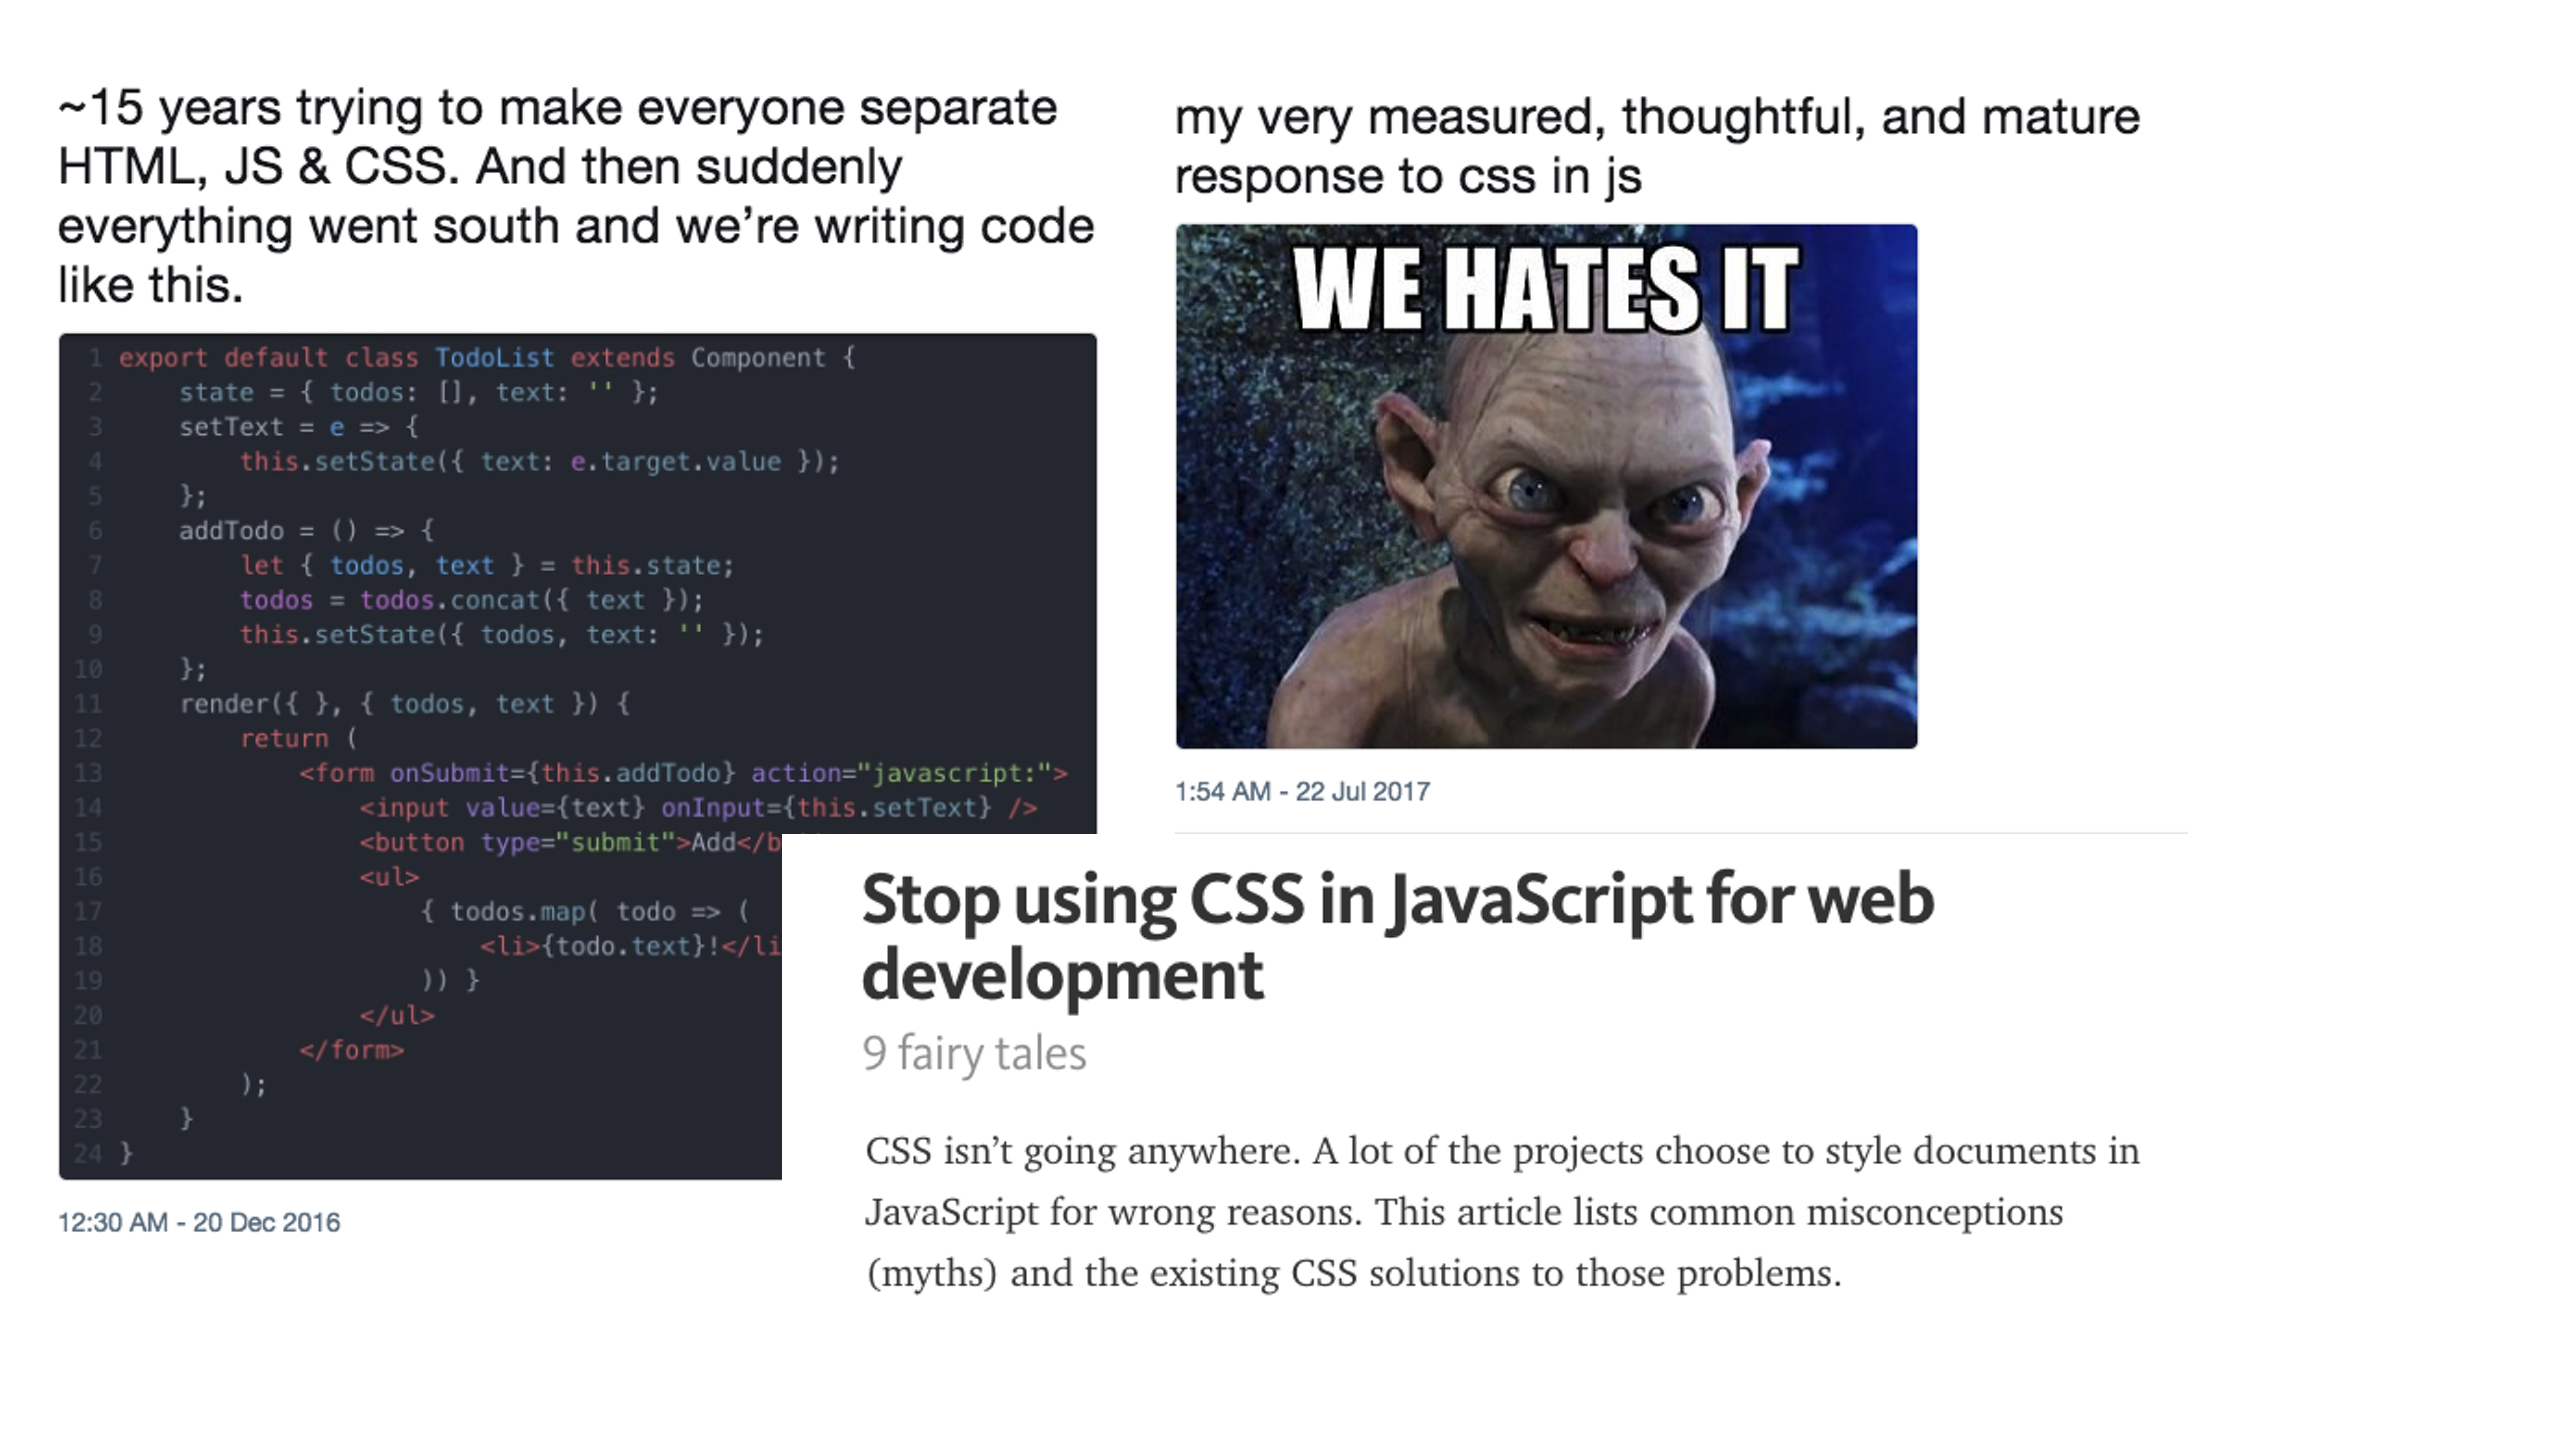 ~15 years trying to make everyone separate
HTML, JS & CSS. And then suddenly
everything went south and we’re writing code
like this.
1 export default class TodoList extends Component {
2     state = { todos: [], text: '' };
3     setText = e => {
4         this.setState({ text: e.target.value });
5     };
6     addTodo = () => {
7         let { todos, text } = this.state;
8         todos = todos.concat({ text });
9         this.setState({ todos, text: '' });
10     };
11     render({ }, { todos, text }) {
12         return (
13             <form onSubmit={this.addTodo} action="javascript:">
14                 <input value={text} onInput={this.setText} />
15                 <button type="submit">Add</b
16                 <ul>
17                     { todos.map( todo => (
18                         <li>{todo.text}!</li
19                     )) }
20                 </ul>
21             </form>
22         );
23     }
24 }
12:30 AM - 20 Dec 2016
my very measured, thoughtful, and mature
response to css in js
WE HATES IT
1:54 AM - 22 Jul 2017
Stop using CSS in JavaScript for web
development
9 fairy tales
CSS isn’t going anywhere. A lot of the projects choose to style documents in
JavaScript for wrong reasons. This article lists common misconceptions
(myths) and the existing CSS solutions to those problems.